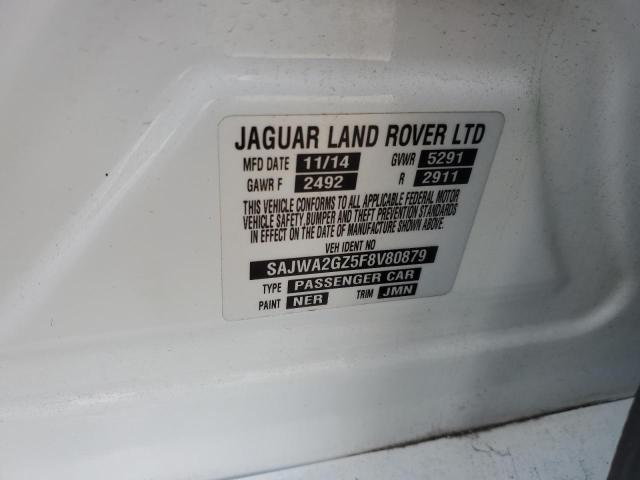 JAGUAR LAND ROVER LTD
MFD DATE 11/14 GVWR 5291
GAWR F 2492 R 2911
THIS VEHICLE CONFORMS TO ALL APPLICABLE FEDERAL MOTOR
VEHICLE SAFETY, BUMPER AND THEFT PREVENTION STANDARDS
IN EFFECT ON THE DATE OF MANUFACTURE SHOWN ABOVE
VEH IDENT NO
SAJWA2GZ5F8V80879
TYPE PASSENGER CAR
PAINT NER TRIM JMN